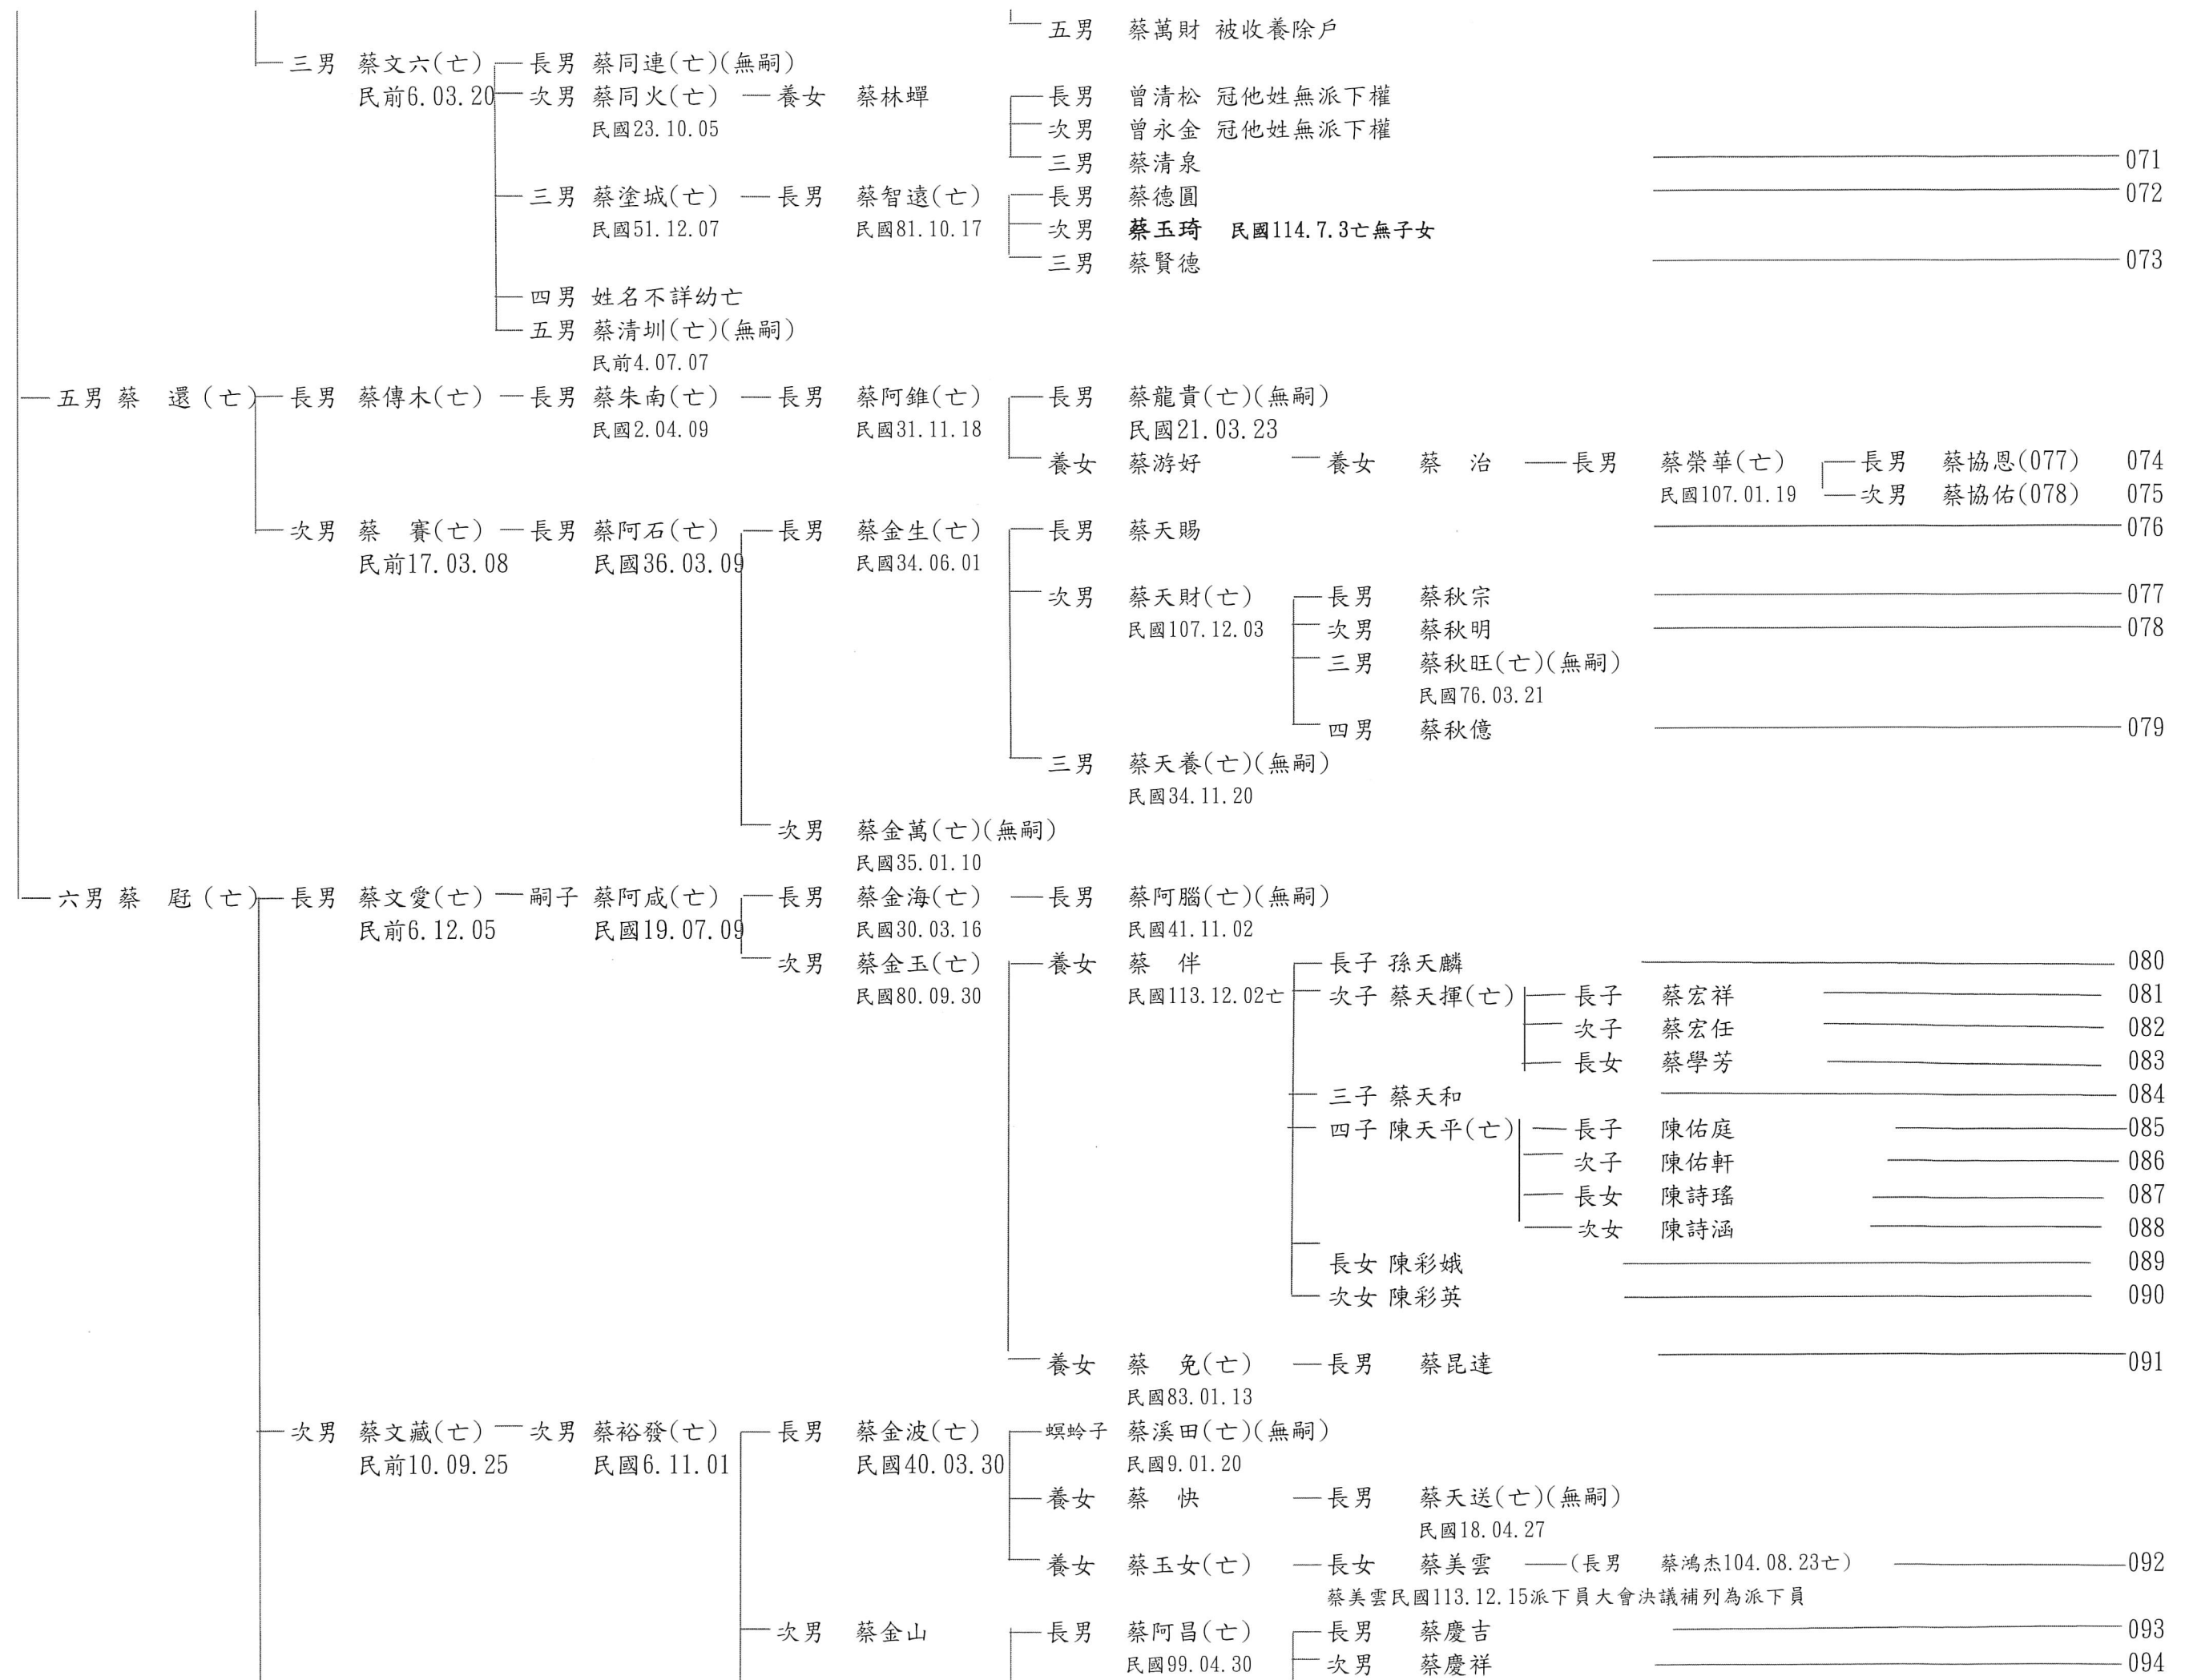 五男 蔡萬財 被收養除戶
三男 蔡文六(亡) 長男 蔡同連(亡)(無嗣)
民前6.03.20 次男 蔡同火(亡) 養女 蔡林蟬 長男 曾清松 冠他姓無派下權
民國23.10.05 次男 曾永金 冠他姓無派下權
三男 蔡清泉 071
三男 蔡塗城(亡) 長男 蔡智遠(亡) 長男 蔡德圓 072
民國51.12.07 民國81.10.17 次男 蔡玉琦 民國114.7.3亡無子女
三男 蔡賢德 073
四男 姓名不詳幼亡
五男 蔡清圳(亡)(無嗣)
民前4.07.07
五男 蔡 還(亡) 長男 蔡傳木(亡) 長男 蔡朱南(亡) 長男 蔡阿錐(亡) 長男 蔡龍貴(亡)(無嗣)
民國2.04.09 民國31.11.18 民國21.03.23
養女 蔡游好 養女 蔡 治 長男 蔡榮華(亡) 長男 蔡協恩(077) 074
民國107.01.19 次男 蔡協佑(078) 075
次男 蔡 賽(亡) 長男 蔡阿石(亡) 長男 蔡金生(亡) 長男 蔡天賜 076
民前17.03.08 民國36.03.09 民國34.06.01
次男 蔡天財(亡) 長男 蔡秋宗 077
民國107.12.03 次男 蔡秋明 078
三男 蔡秋旺(亡)(無嗣)
民國76.03.21
四男 蔡秋億 079
三男 蔡天養(亡)(無嗣)
民國34.11.20
次男 蔡金萬(亡)(無嗣)
民國35.01.10
六男 蔡 (亡) 長男 蔡文愛(亡) 嗣子 蔡阿咸(亡) 長男 蔡金海(亡) 長男 蔡阿腦(亡)(無嗣)
民前6.12.05 民國19.07.09 民國30.03.16 民國41.11.02
次男 蔡金玉(亡) 養女 蔡 伴 長子 孫天麟 080
民國80.09.30 民國113.12.02亡 次子 蔡天揮(亡) 長子 蔡宏祥 081
次子 蔡宏任 082
長女 蔡學芳 083
三子 蔡天和 084
四子 陳天平(亡) 長子 陳佑庭 085
次子 陳佑軒 086
長女 陳詩瑤 087
次女 陳詩涵 088
長女 陳彩娥 089
次女 陳彩英 090
養女 蔡 免(亡) 長男 蔡昆達 091
民國83.01.13
次男 蔡文藏(亡) 次男 蔡裕發(亡) 長男 蔡金波(亡) 螟蛉子 蔡溪田(亡)(無嗣)
民前10.09.25 民國6.11.01 民國40.03.30 民國9.01.20
養女 蔡 快 長男 蔡天送(亡)(無嗣)
民國18.04.27
養女 蔡玉女(亡) 長女 蔡美雲 (長男 蔡鴻杰104.08.23亡) 092
蔡美雲民國113.12.15派下員大會決議補列為派下員
次男 蔡金山 長男 蔡阿昌(亡) 長男 蔡慶吉 093
民國99.04.30 次男 蔡慶祥 094